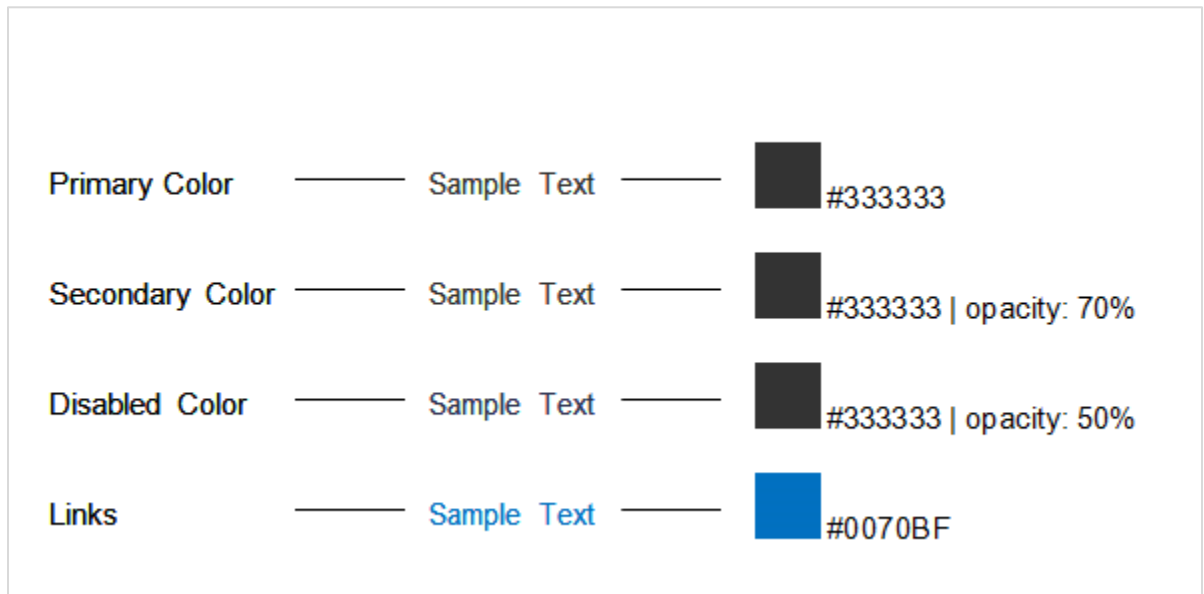 Primary Color Sample Text #333333
Secondary Color Sample Text #333333 | opacity: 70%
Disabled Color Sample Text #333333 | opacity: 50%
Links Sample Text #0070BF